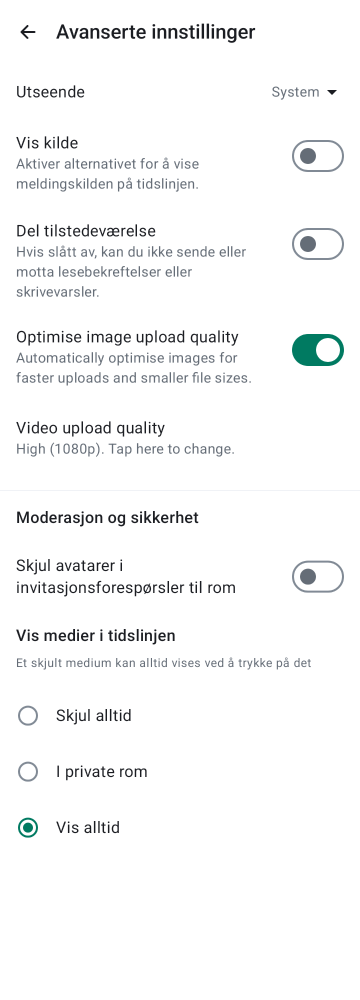 Avanserte innstillinger
Utseende
System
Vis kilde
Aktiver alternativet for å vise
meldingskilden på tidslinjen.
Del tilstedeværelse
Hvis slått av, kan du ikke sende eller
motta lesebekreftelser eller
skrivevarsler.
Optimise image upload quality
Automatically optimise images for
faster uploads and smaller file sizes.
Video upload quality
High (1080p). Tap here to change.
Moderasjon og sikkerhet
Skjul avatarer i
invitasjonsforespørsler til rom
Vis medier i tidslinjen
Et skjult medium kan alltid vises ved å trykke på det
Skjul alltid
I private rom
Vis alltid